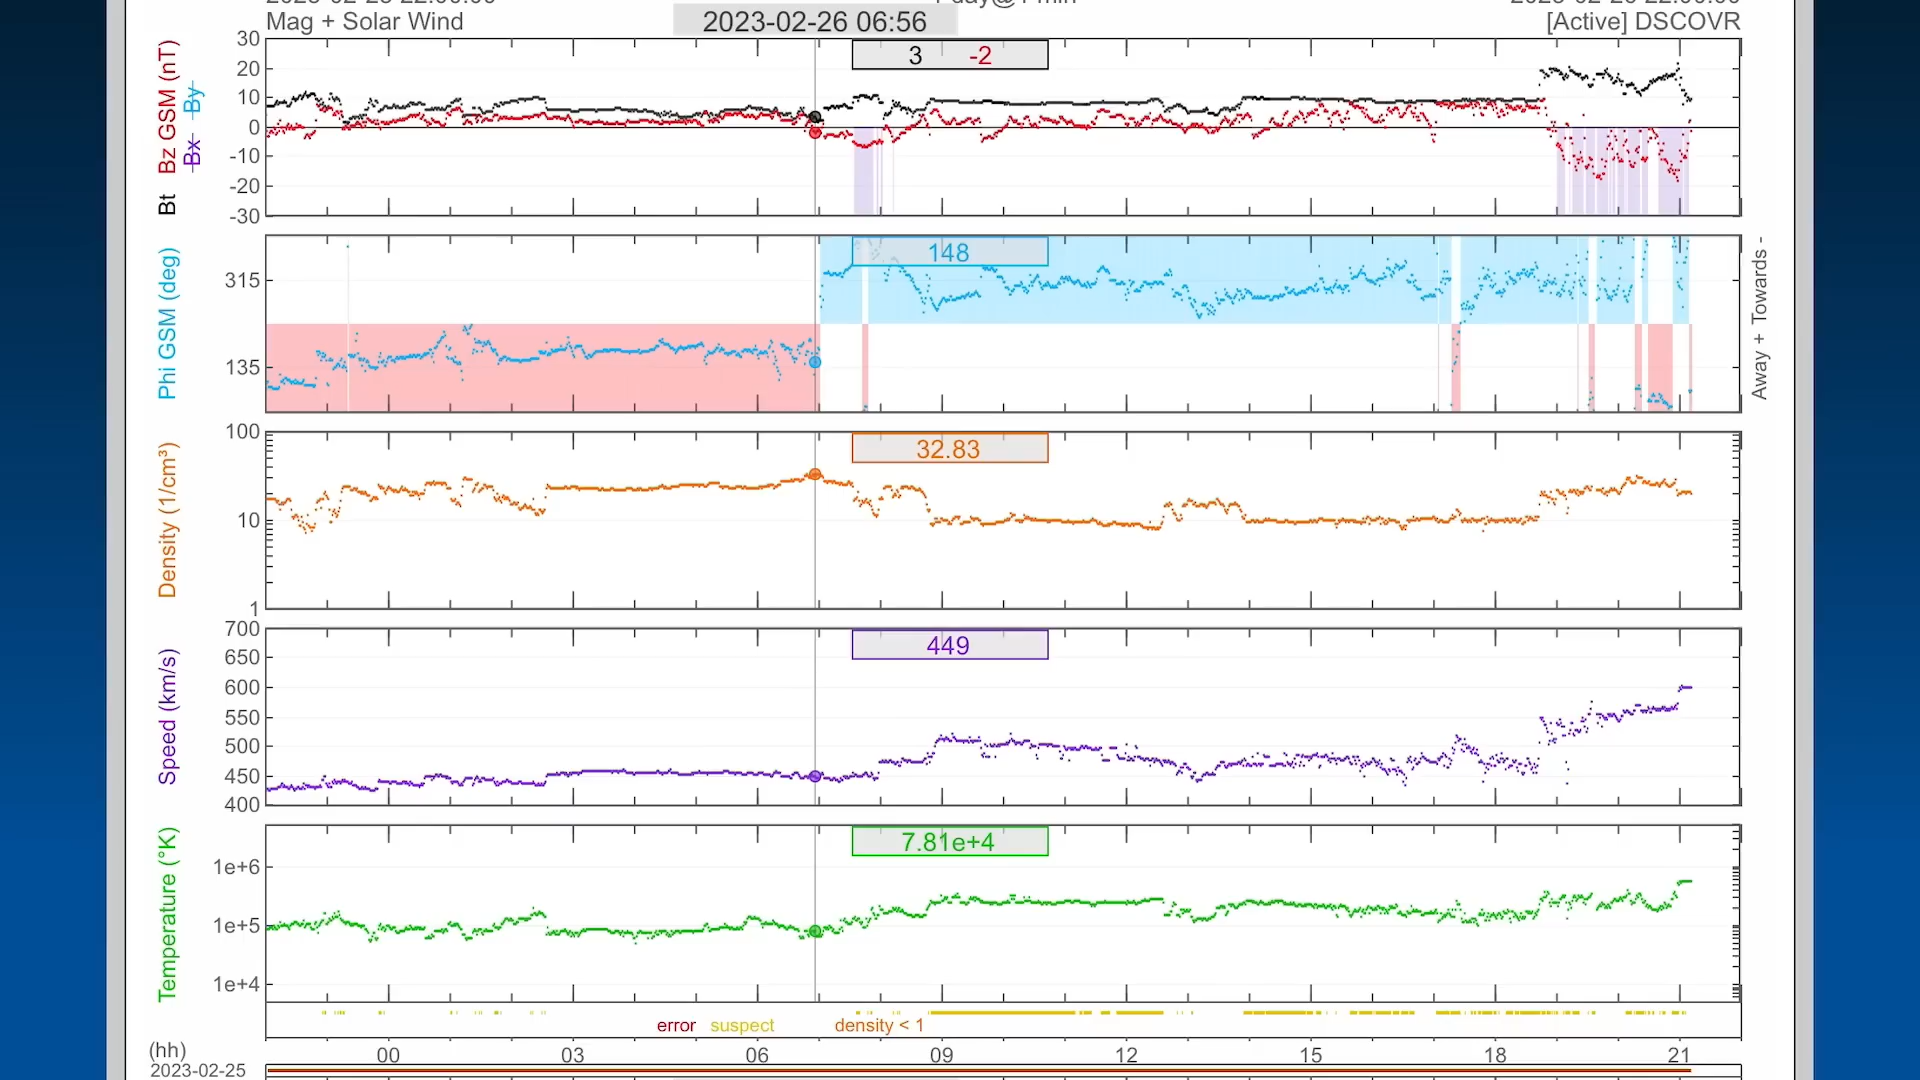 Mag + Solar Wind
2023-02-26 06:56
[Active] DSCOVR
30
20
10
0
-10
-20
-30
Bt Bz GSM (nT)
Bx By
3 -2
Phi GSM (deg)
315
135
148
Away + Towards -
Density (1/cm³)
100
10
1
32.83
Speed (km/s)
700
650
600
550
500
450
400
449
Temperature (°K)
1e+6
1e+5
1e+4
7.81e+4
error suspect density < 1
(hh) 00 03 06 09 12 15 18 21
2023-02-25